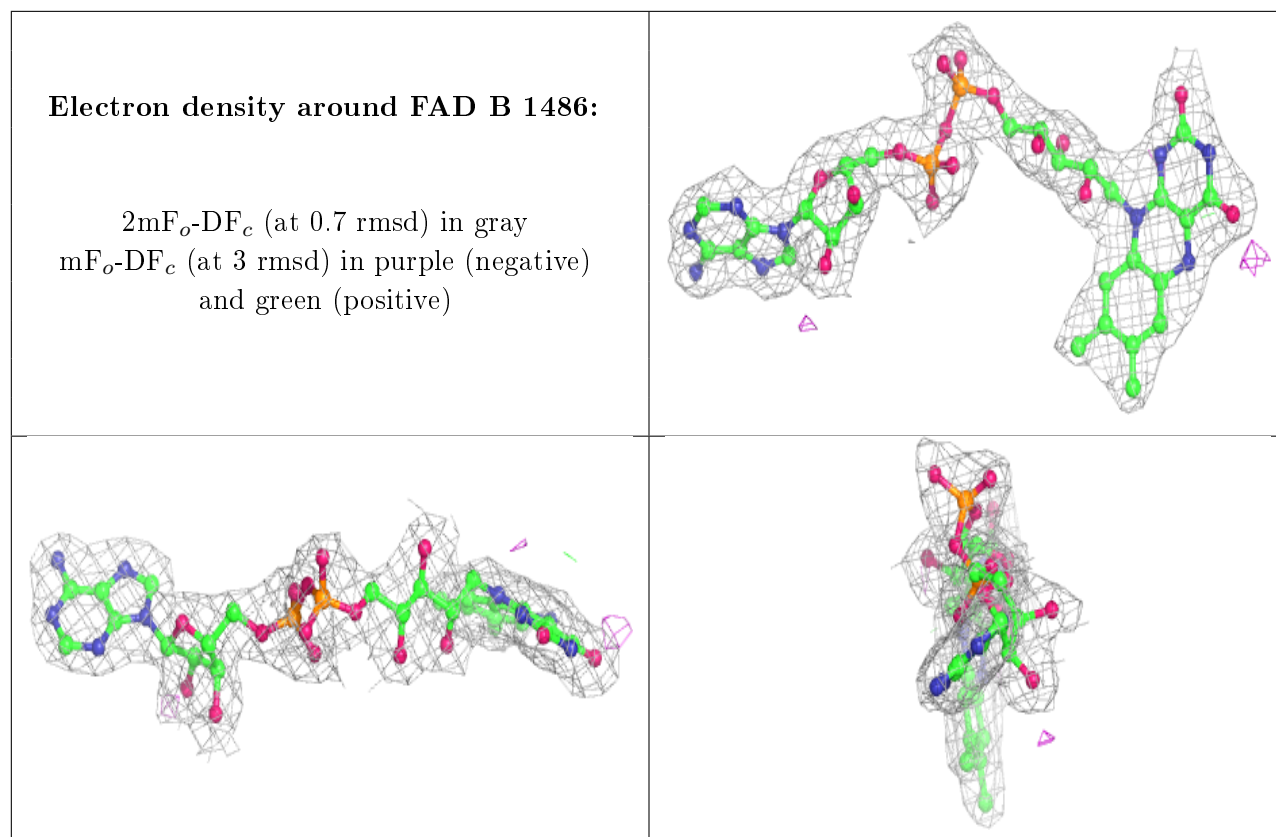 Electron density around FAD B 1486:
2mFₒ-DF𝒸 (at 0.7 rmsd) in gray
mFₒ-DF𝒸 (at 3 rmsd) in purple (negative)
and green (positive)